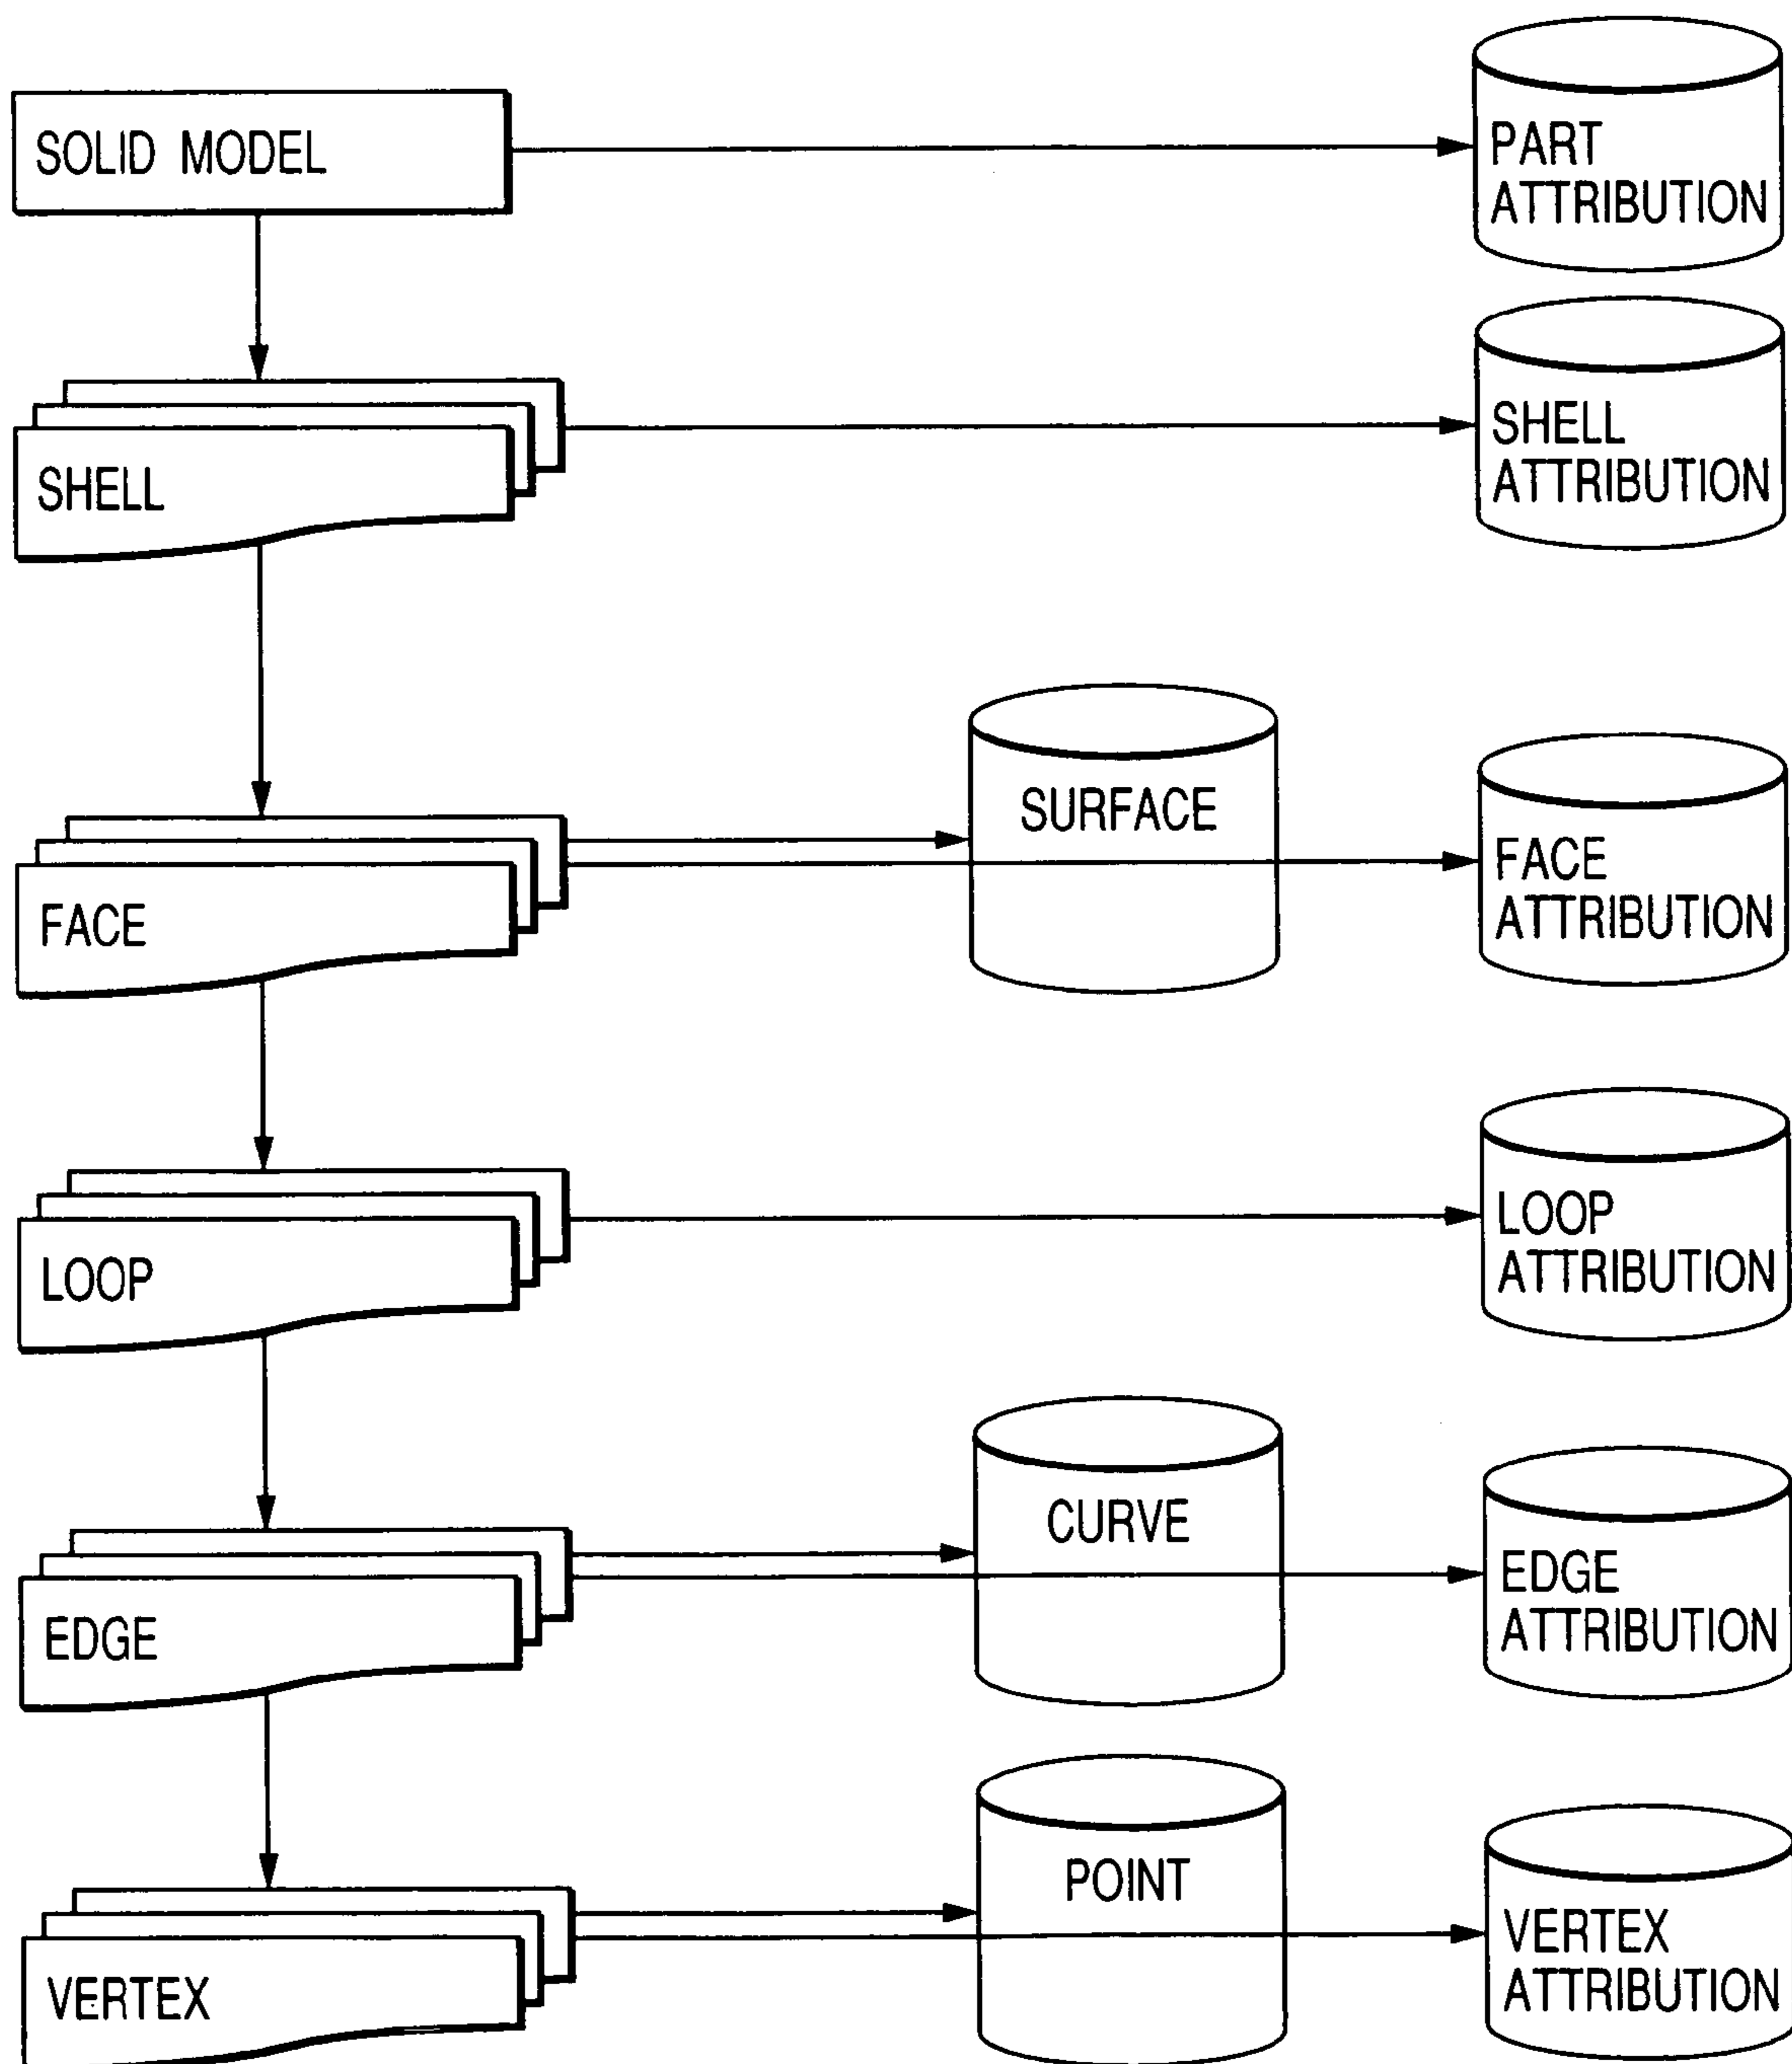 SOLID MODEL
PART
ATTRIBUTION
SHELL
SHELL
ATTRIBUTION
FACE
SURFACE
FACE
ATTRIBUTION
LOOP
LOOP
ATTRIBUTION
EDGE
CURVE
EDGE
ATTRIBUTION
VERTEX
POINT
VERTEX
ATTRIBUTION